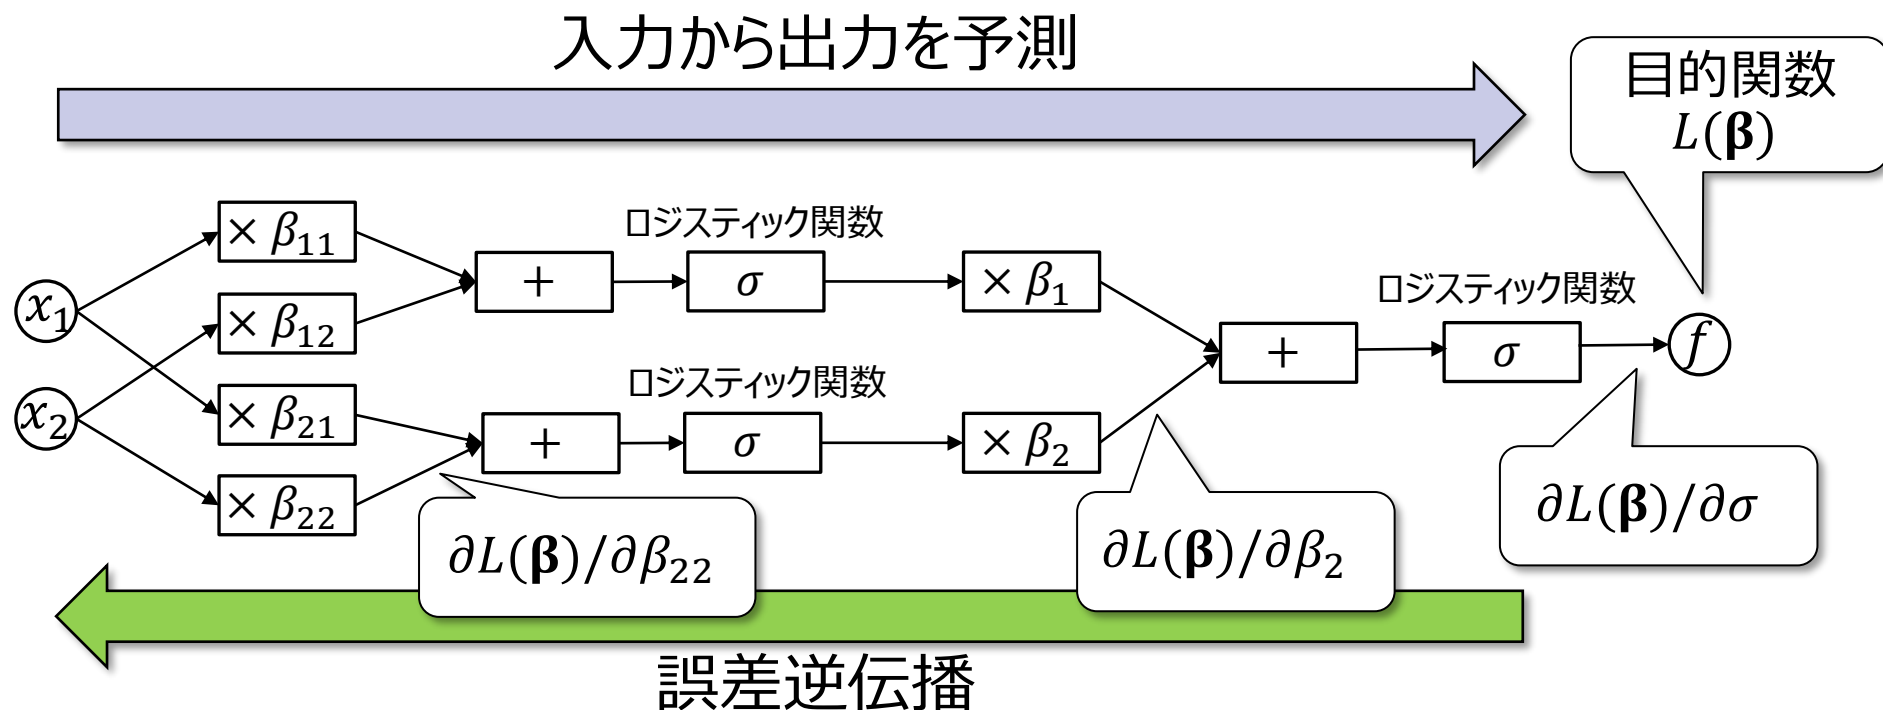 入力から出力を予測
目的関数
L(β)
× β₁₁
ロジスティック関数
+
σ
× β₁
x₁
× β₁₂
ロジスティック関数
+
σ
f
× β₂₁
ロジスティック関数
x₂
+
σ
× β₂
× β₂₂
∂L(β)/∂β₂₂
∂L(β)/∂β₂
∂L(β)/∂σ
誤差逆伝播